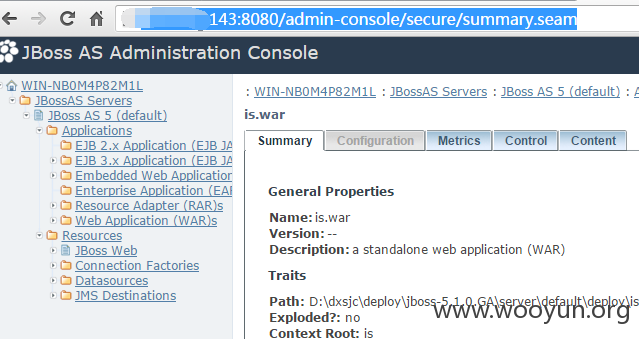 143:8080/admin-console/secure/summary.seam
JBoss AS Administration Console
WIN-NB0M4P82M1L
JBossAS Servers
JBoss AS 5 (default)
Applications
EJB 2.x Application (EJB JA
EJB 3.x Application (EJB JA
Embedded Web Application
Enterprise Application (EAR
Resource Adapter (RAR)s
Web Application (WAR)s
Resources
JBoss Web
Connection Factories
Datasources
JMS Destinations
: WIN-NB0M4P82M1L : JBossAS Servers : JBoss AS 5 (default) : A
is.war
Summary Configuration Metrics Control Content
General Properties
Name: is.war
Version: --
Description: a standalone web application (WAR)
Traits
Path: D:\dxsjc\deploy\jboss-5.1.0.GA\server\default\deploy\is
Exploded?: no
Context Root: is
www.wooyun.org